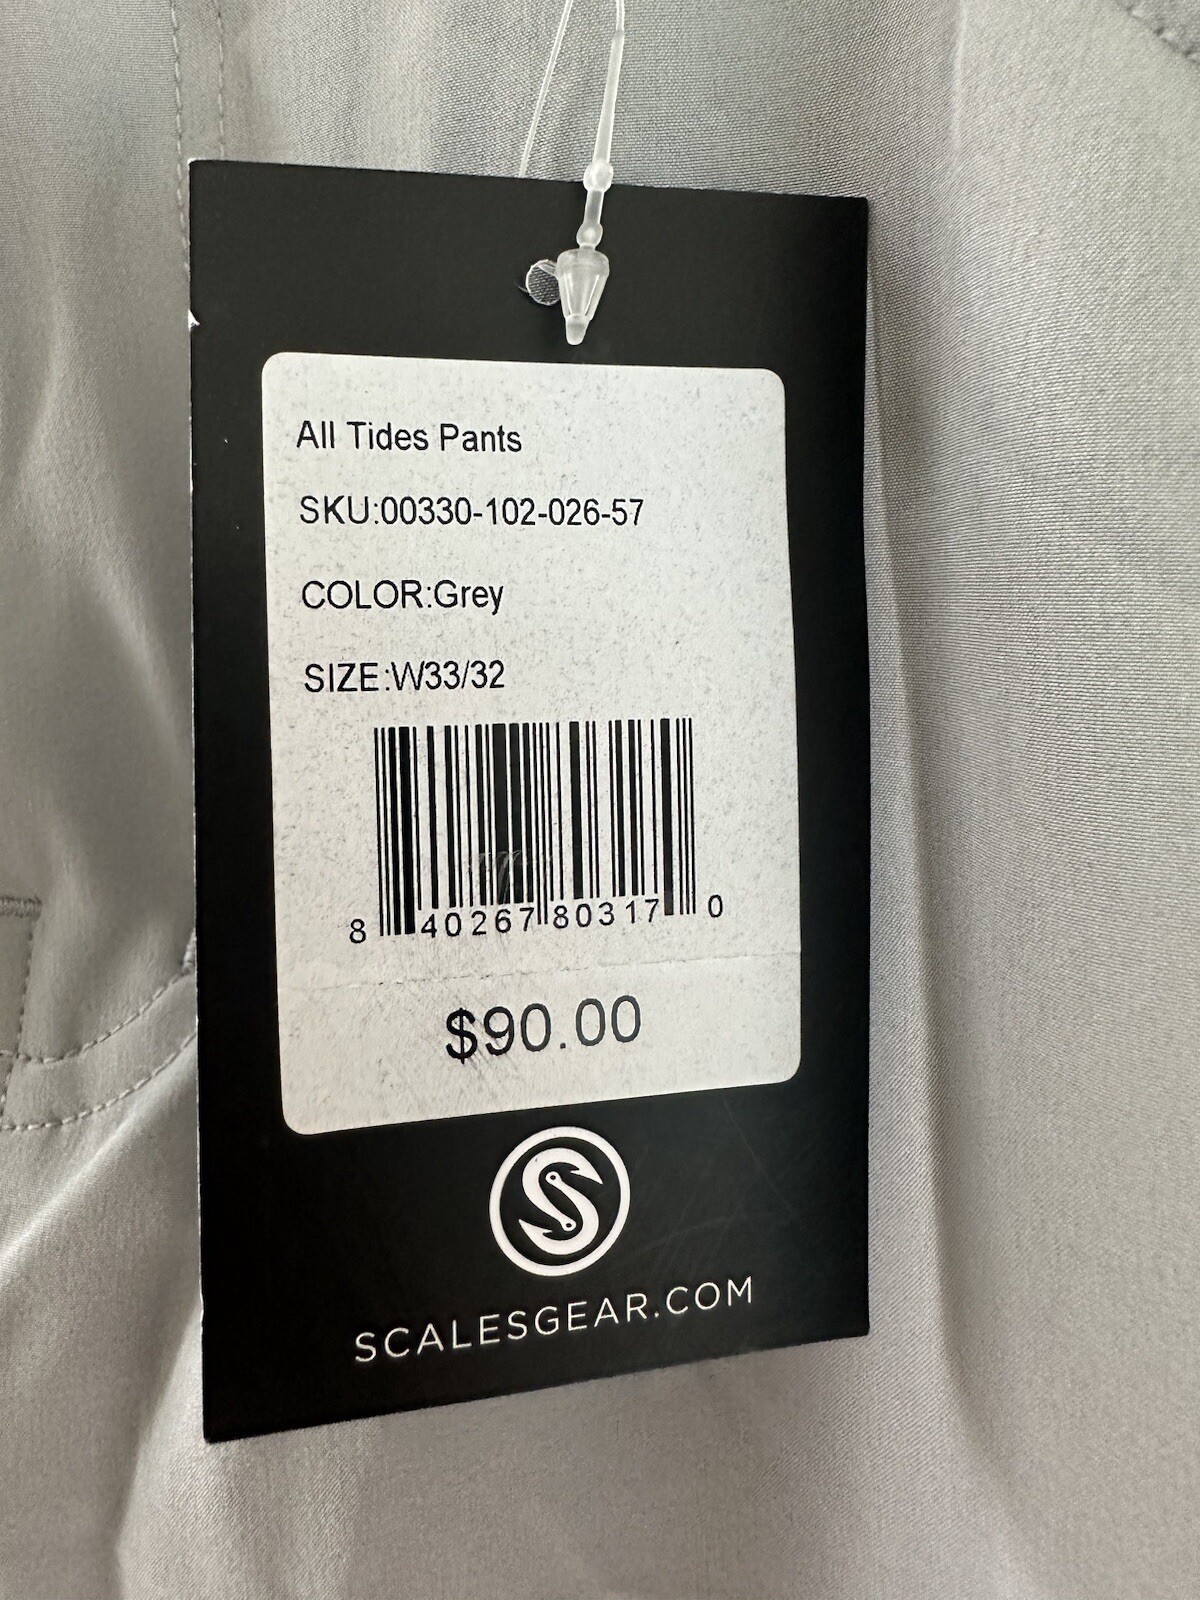 All Tides Pants
SKU:00330-102-026-57
COLOR:Grey
SIZE:W33/32
8 40267 80317 0
$90.00
SCALESGEAR.COM